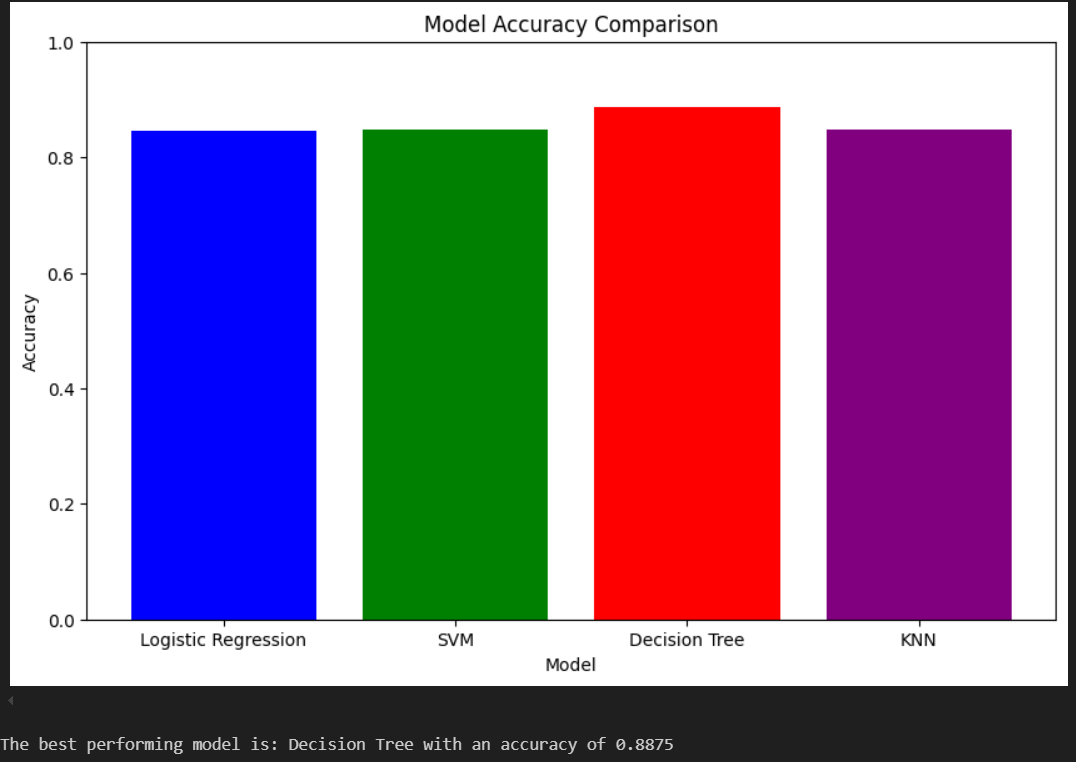 Model Accuracy Comparison
1.0
0.8
0.6
0.4
0.2
0.0
Accuracy
Logistic Regression SVM Decision Tree KNN
Model
The best performing model is: Decision Tree with an accuracy of 0.8875